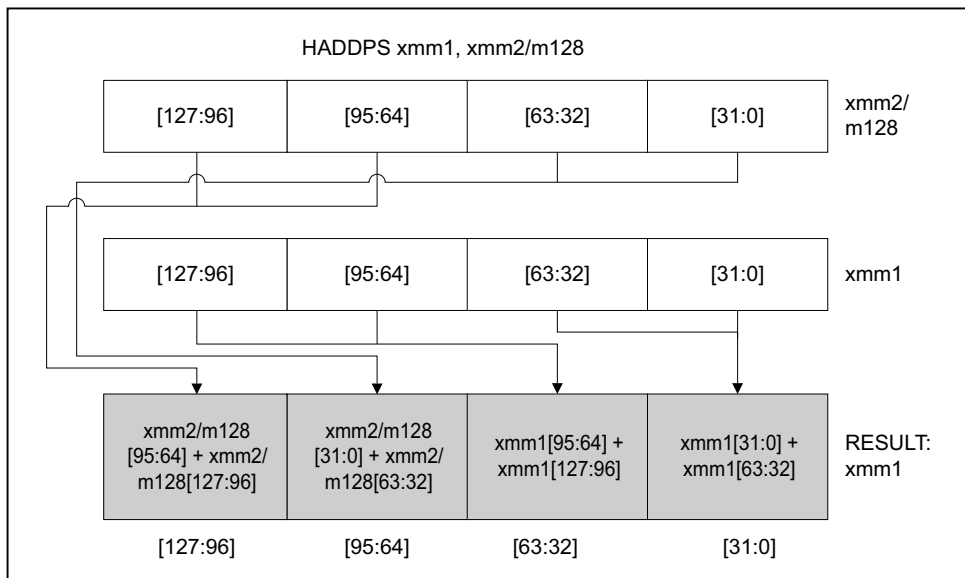 HADDPS xmm1, xmm2/m128
[127:96] [95:64] [63:32] [31:0]
xmm2/
m128
[127:96] [95:64] [63:32] [31:0]
xmm1
xmm2/m128
[95:64] + xmm2/
m128[127:96]
xmm2/m128
[31:0] + xmm2/
m128[63:32]
xmm1[95:64] +
xmm1[127:96]
xmm1[31:0] +
xmm1[63:32]
RESULT:
xmm1
[127:96] [95:64] [63:32] [31:0]